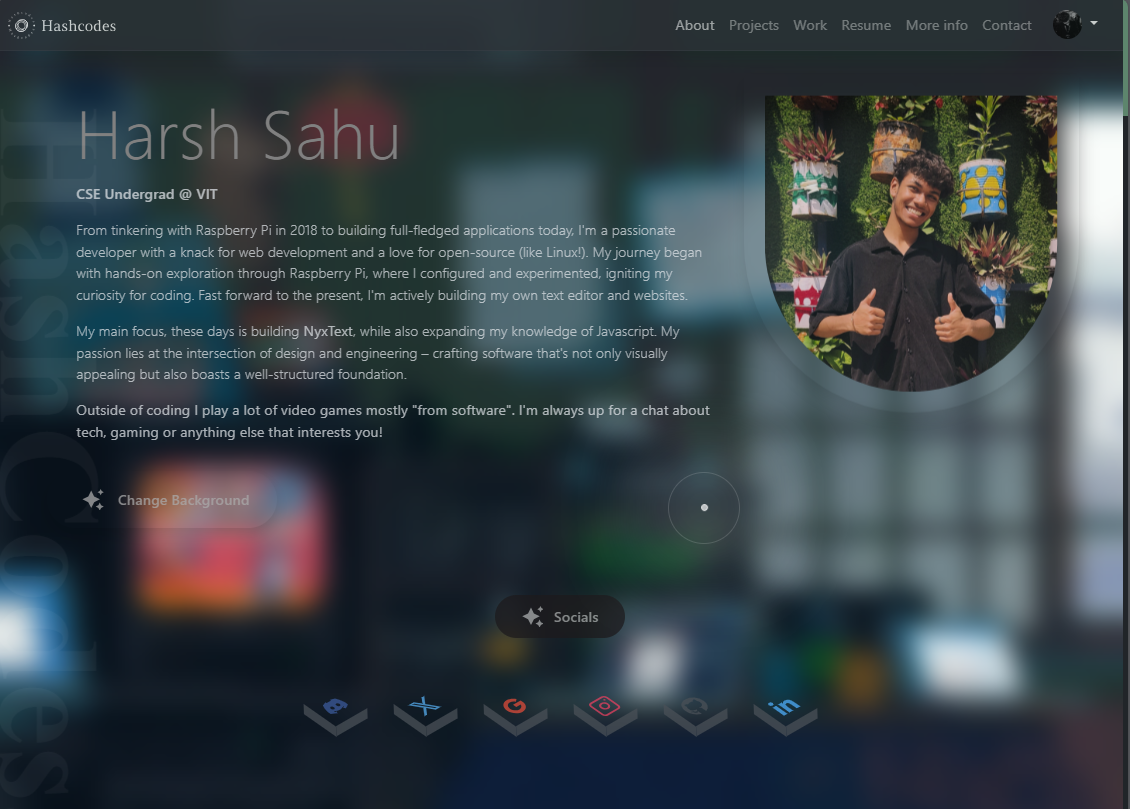 Hashcodes
About Projects Work Resume More info Contact
Harsh Sahu
CSE Undergrad @ VIT
From tinkering with Raspberry Pi in 2018 to building full-fledged applications today, I'm a passionate
developer with a knack for web development and a love for open-source (like Linux!). My journey began
with hands-on exploration through Raspberry Pi, where I configured and experimented, igniting my
curiosity for coding. Fast forward to the present, I'm actively building my own text editor and websites.
My main focus, these days is building NyxText, while also expanding my knowledge of Javascript. My
passion lies at the intersection of design and engineering – crafting software that's not only visually
appealing but also boasts a well-structured foundation.
Outside of coding I play a lot of video games mostly "from software". I'm always up for a chat about
tech, gaming or anything else that interests you!
Change Background
Socials
Hash Codes